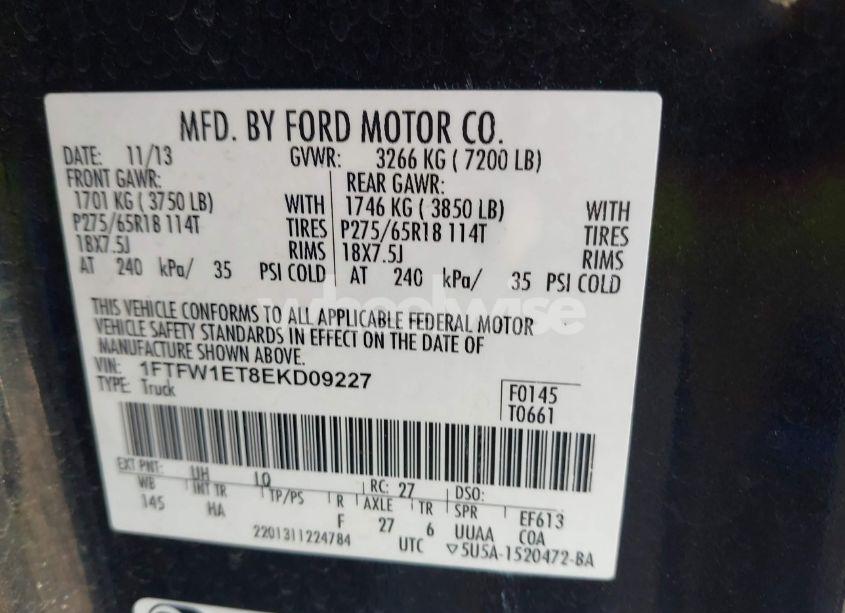 MFD. BY FORD MOTOR CO.
DATE: 11/13 GVWR: 3266 KG ( 7200 LB)
FRONT GAWR: REAR GAWR:
1701 KG ( 3750 LB) WITH 1746 KG ( 3850 LB) WITH
P275/65R18 114T TIRES P275/65R18 114T TIRES
18X7.5J RIMS 18X7.5J RIMS
AT 240 kPa/ 35 PSI COLD AT 240 kPa/ 35 PSI COLD
THIS VEHICLE CONFORMS TO ALL APPLICABLE FEDERAL MOTOR
VEHICLE SAFETY STANDARDS IN EFFECT ON THE DATE OF
MANUFACTURE SHOWN ABOVE.
VIN: 1FTFW1ET8EKD09227
TYPE: Truck
F0145
T0661
EXT PNT: UH LQ RC: 27 DSO:
WB INT TR TP/PS R AXLE TR SPR EF613
145 HA F 27 6 UUAA COA
2201311224784 UTC ▽5U5A-1520472-BA
wheelwise